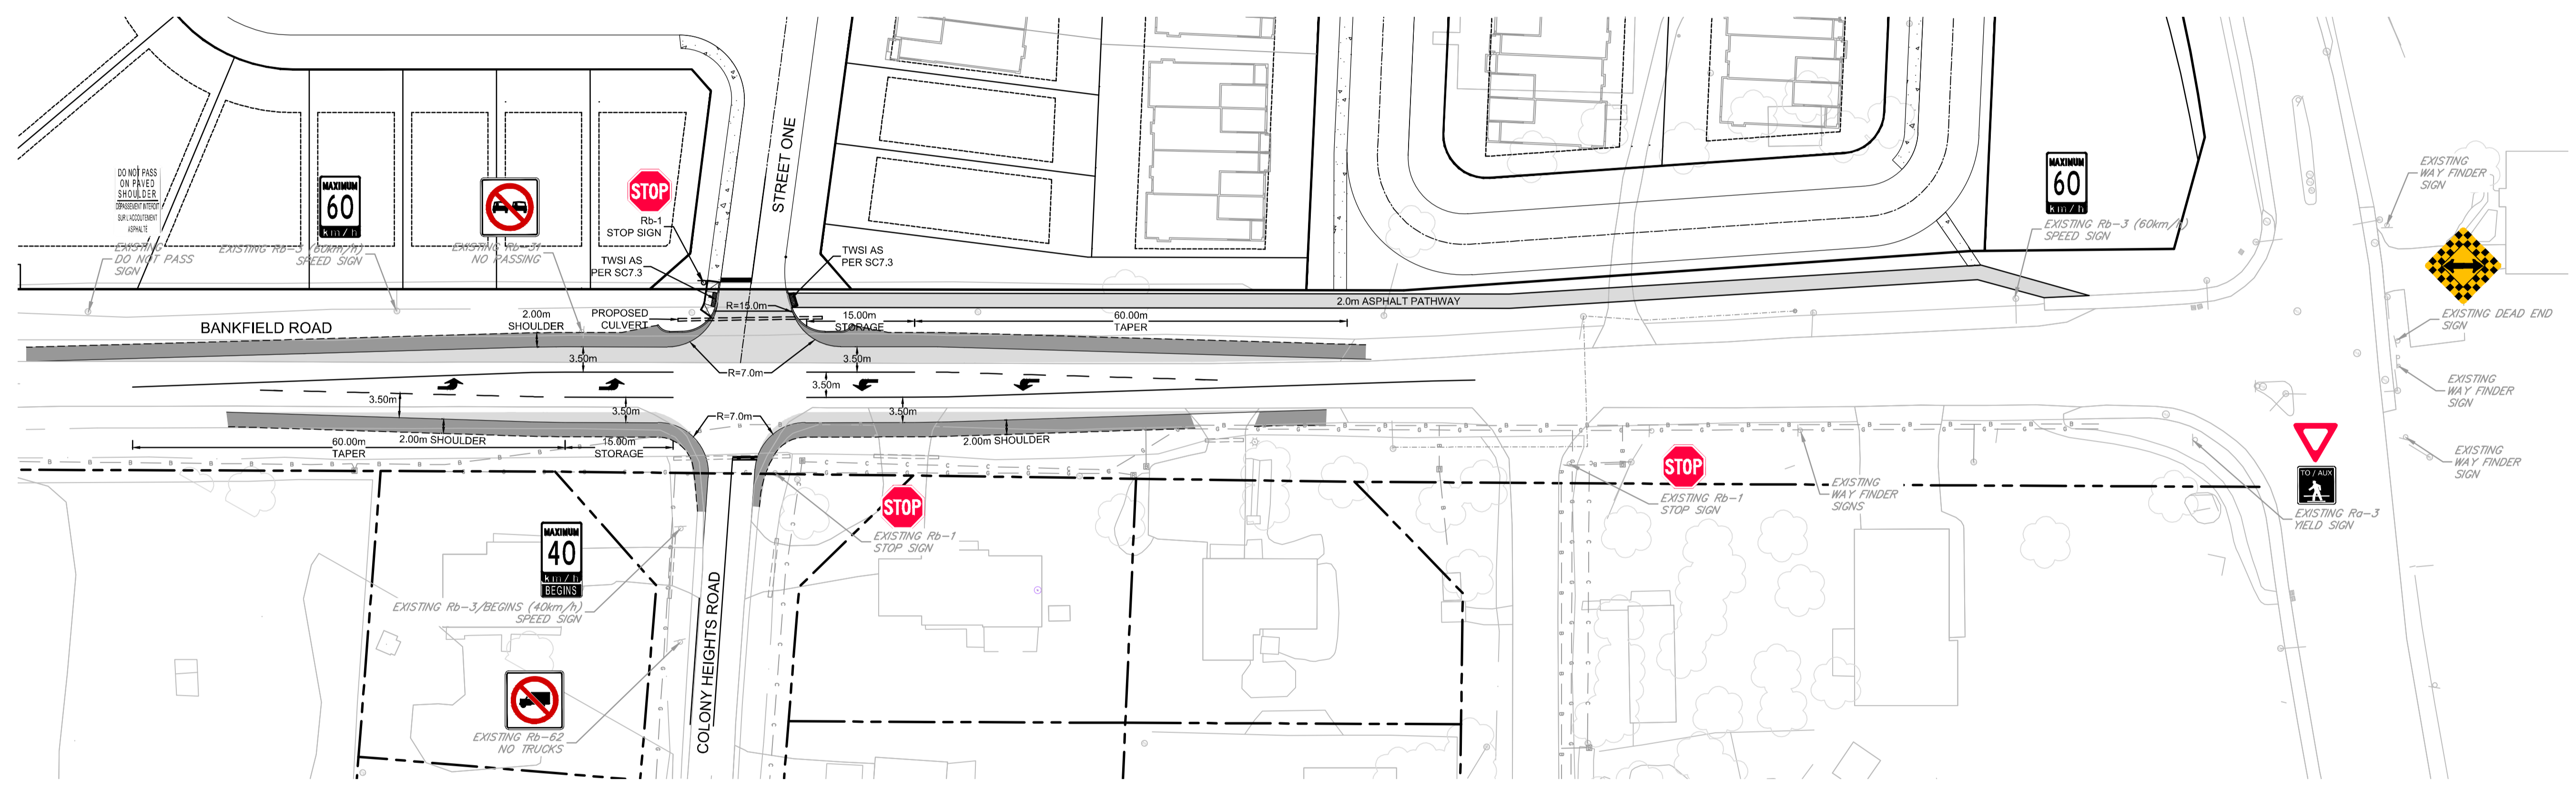 DO NOT PASS
ON PAVED
SHOULDER
DÉPASSEMENT INTERDIT
SUR L'ACCOUTEMENT
ASPHALTE
EXISTING
DO NOT PASS
SIGN
MAXIMUM
60
km/h
EXISTING Rb-3 (60km/h)
SPEED SIGN
EXISTING Rb-31
NO PASSING
STOP
Rb-1
STOP SIGN
TWSI AS
PER SC7.3
STREET ONE
TWSI AS
PER SC7.3
MAXIMUM
60
km/h
EXISTING Rb-3 (60km/h)
SPEED SIGN
EXISTING
WAY FINDER
SIGN
EXISTING DEAD END
SIGN
EXISTING
WAY FINDER
SIGN
EXISTING
WAY FINDER
SIGN
BANKFIELD ROAD
2.00m
SHOULDER
PROPOSED
CULVERT
R=15.0m
15.00m
STORAGE
60.00m
TAPER
2.0m ASPHALT PATHWAY
3.50m
R=7.0m
3.50m
3.50m
3.50m
3.50m
R=7.0m
3.50m
60.00m
TAPER
2.00m SHOULDER
15.00m
STORAGE
2.00m SHOULDER
MAXIMUM
40
km/h
BEGINS
EXISTING Rb-3/BEGINS (40km/h)
SPEED SIGN
EXISTING Rb-62
NO TRUCKS
COLONY HEIGHTS ROAD
STOP
EXISTING Rb-1
STOP SIGN
STOP
EXISTING Rb-1
STOP SIGN
EXISTING
WAY FINDER
SIGNS
TO / AUX
EXISTING Ra-3
YIELD SIGN